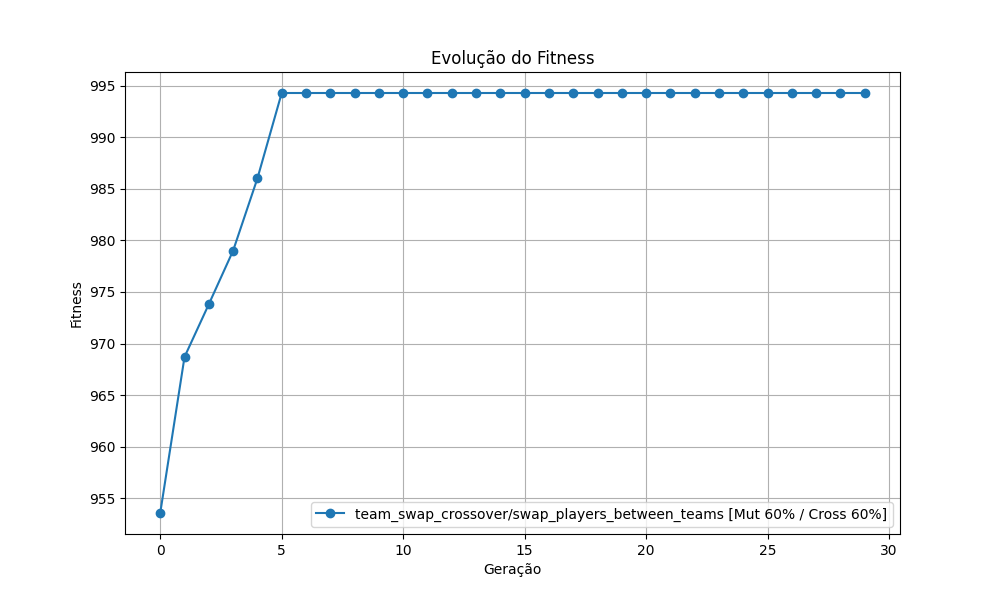 Evolução do Fitness
995
990
985
980
975
970
965
960
955
Fitness
team_swap_crossover/swap_players_between_teams [Mut 60% / Cross 60%]
0 5 10 15 20 25 30
Geração